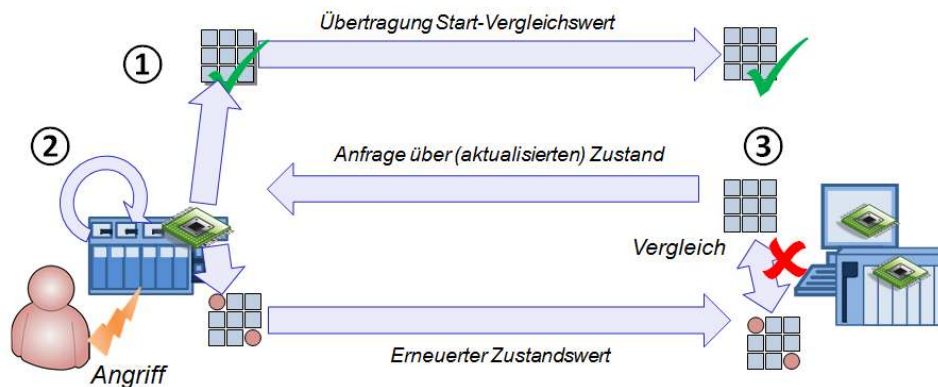 Übertragung Start-Vergleichswert
1
2
Anfrage über (aktualisierten) Zustand
3
Vergleich
Erneuerter Zustandswert
Angriff